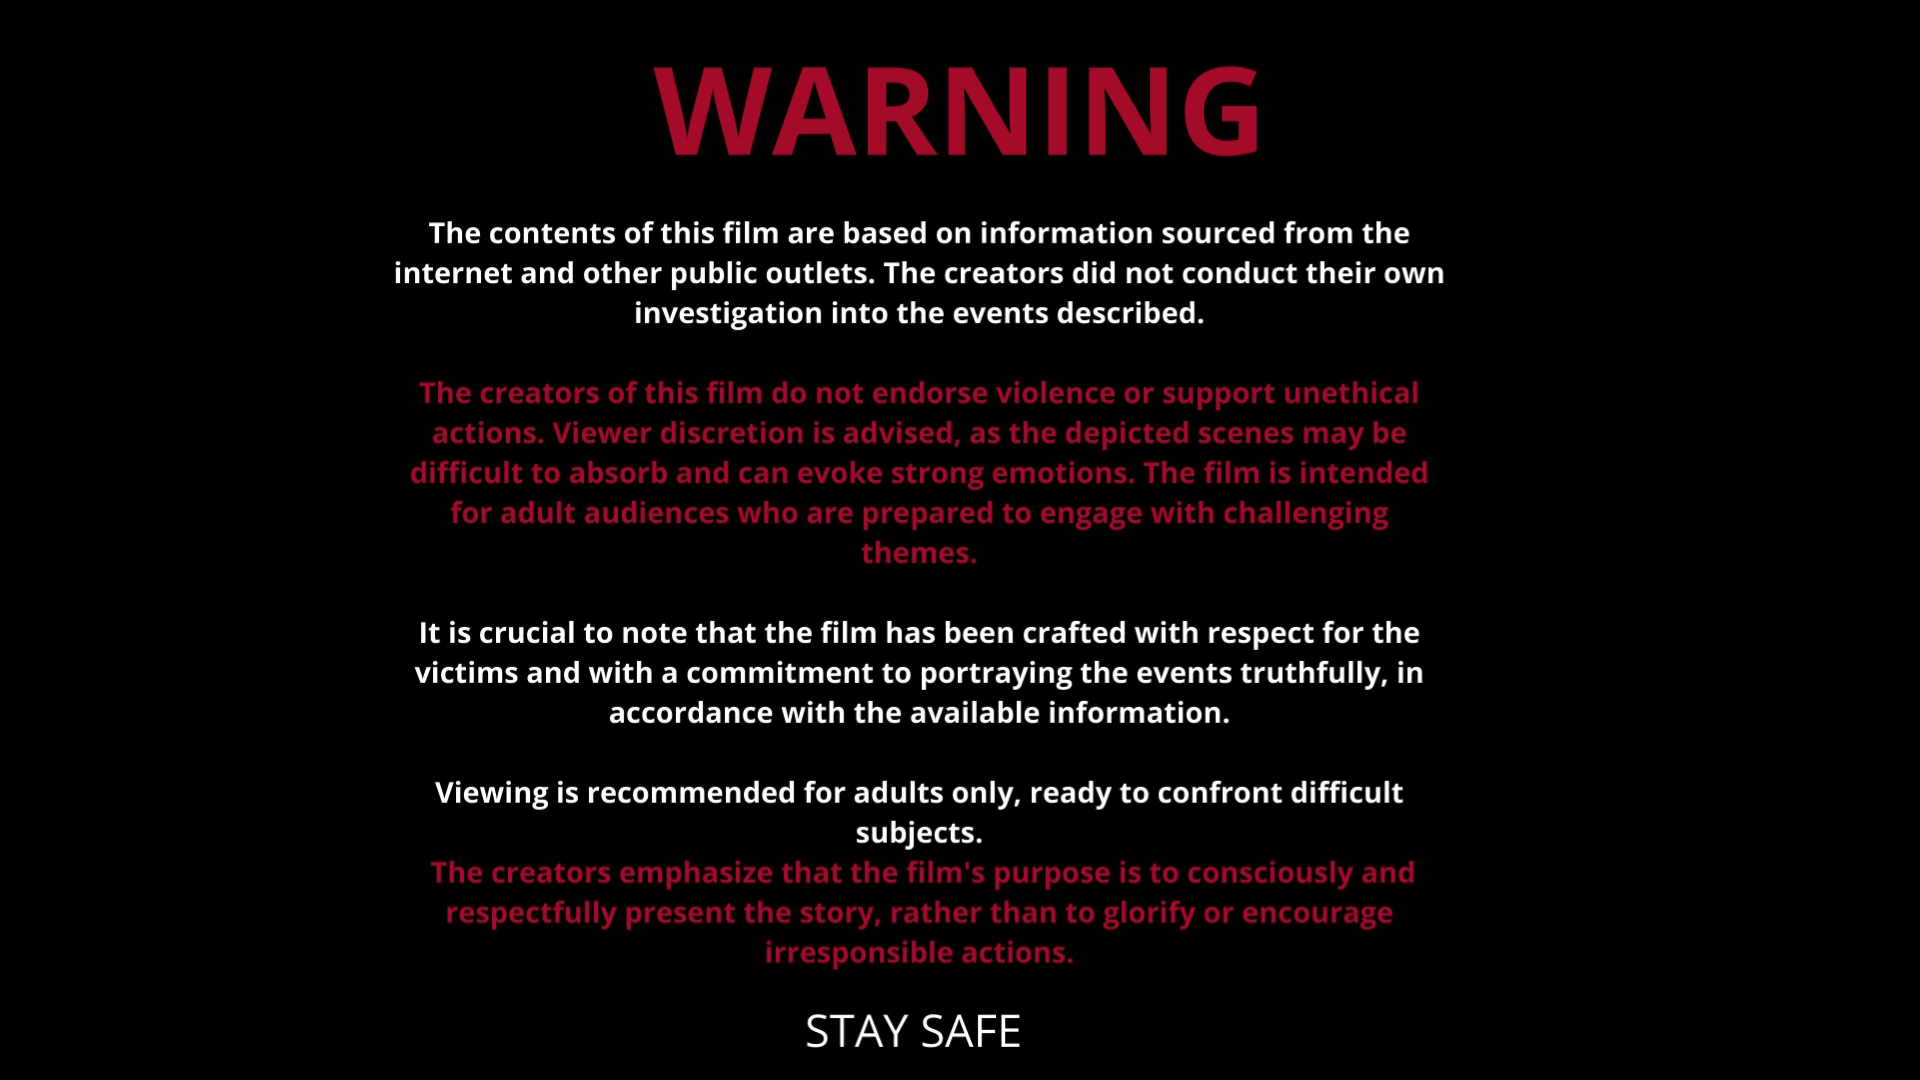 WARNING
The contents of this film are based on information sourced from the
internet and other public outlets. The creators did not conduct their own
investigation into the events described.
The creators of this film do not endorse violence or support unethical
actions. Viewer discretion is advised, as the depicted scenes may be
difficult to absorb and can evoke strong emotions. The film is intended
for adult audiences who are prepared to engage with challenging
themes.
It is crucial to note that the film has been crafted with respect for the
victims and with a commitment to portraying the events truthfully, in
accordance with the available information.
Viewing is recommended for adults only, ready to confront difficult
subjects.
The creators emphasize that the film's purpose is to consciously and
respectfully present the story, rather than to glorify or encourage
irresponsible actions.
STAY SAFE